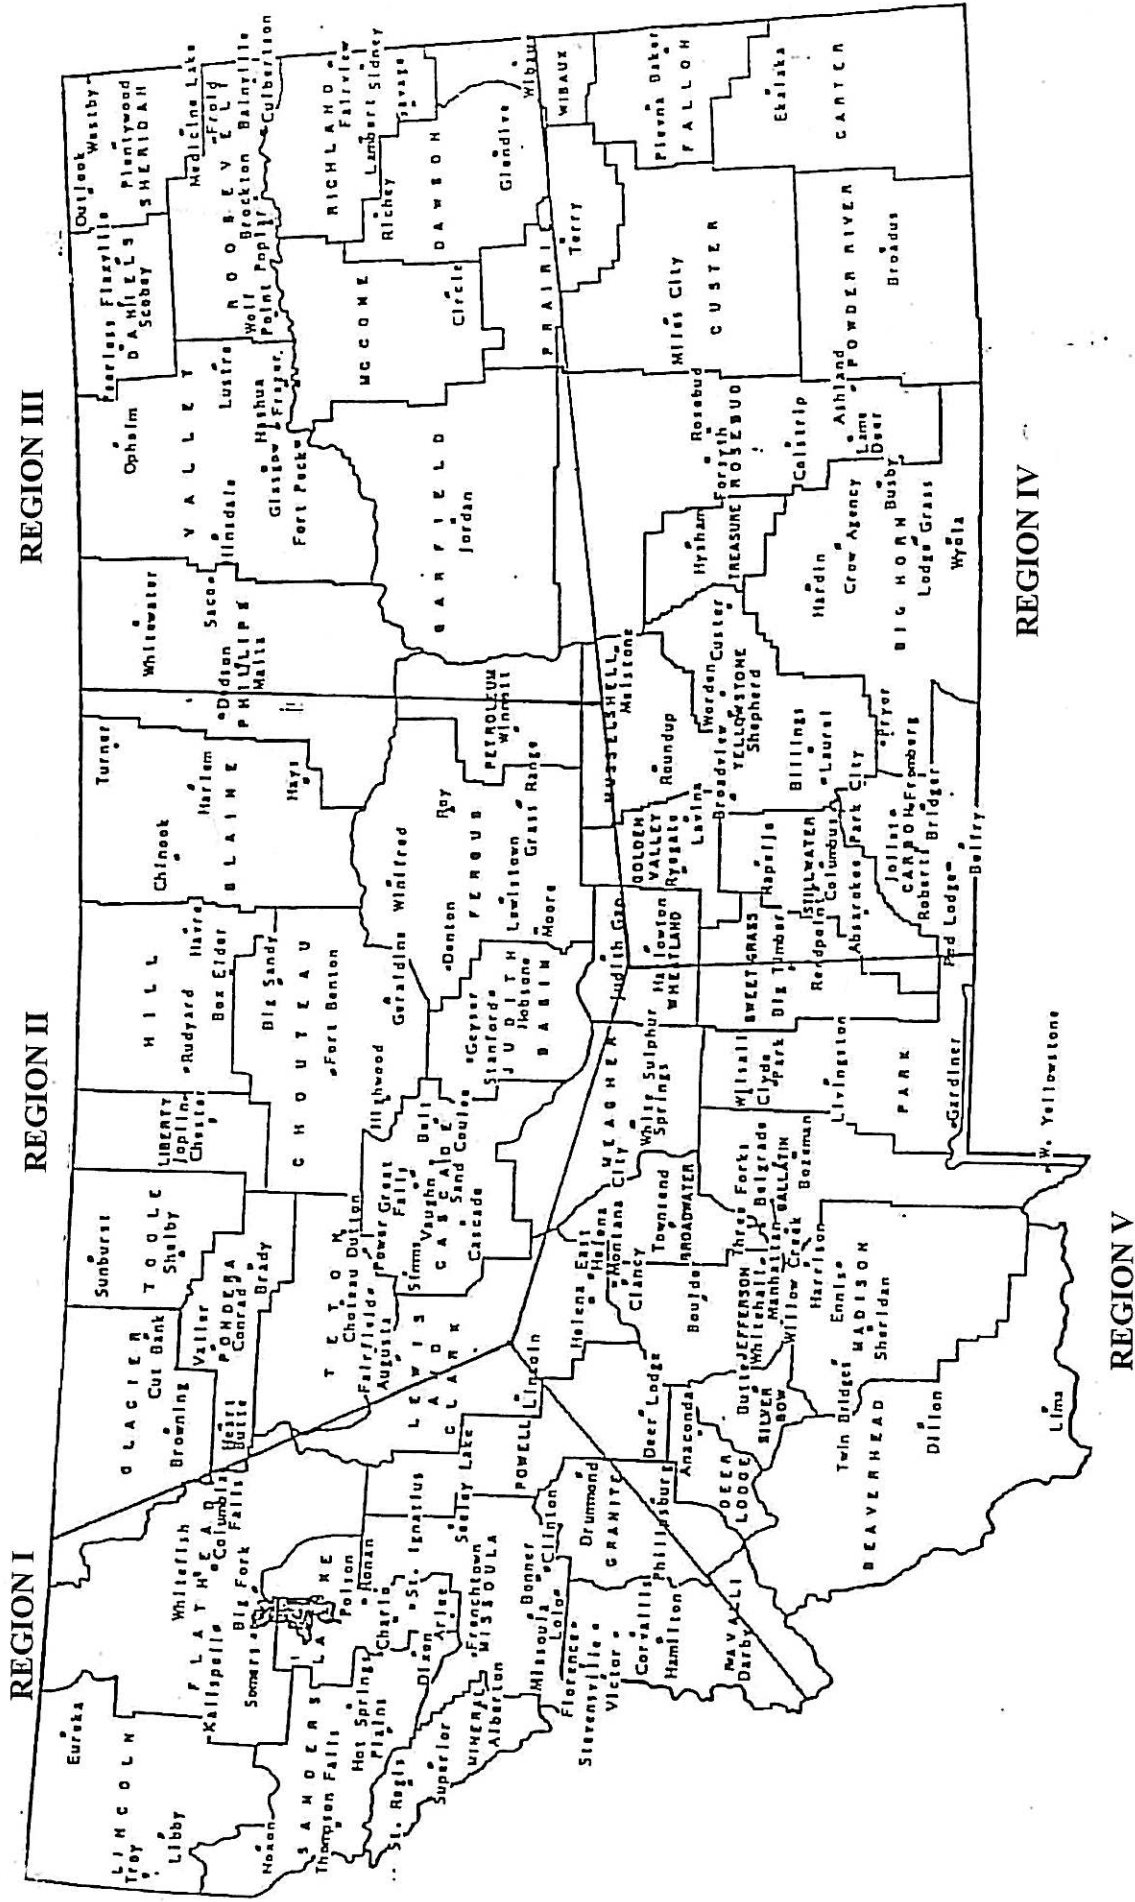 REGION I
REGION II
REGION III
Eureka
LINCOLN
Troy
Libby
Noxon
SANDERS
Thompson Falls
Hot Springs
Plains
St. Regis
Superior
MINERAL
Alberton
Whitefish
FLATHEAD
Kalispell
Columbia
Falls
Big Fork
Somers
LAKE
Polson
Ronan
Charlo
St. Ignatius
Dixon
Arlee
Frenchtown
MISSOULA
Seeley Lake
Missoula
Bonner
Clinton
Lolo
Florence
Stevensville
Victor
Corvallis
Hamilton
RAVALLI
Darby
Drummond
GRANITE
Philipsburg
POWELL
Deer Lodge
Anaconda
DEER
LODGE
GLACIER
Cut Bank
Browning
Heart
Butte
Sunburst
TOOLE
Shelby
Valier
PONDERA
Conrad
Brady
TETON
Choteau
Dutton
Fairfield
Power
Augusta
LEWIS
AND
CLARK
Lincoln
Great
Falls
Simms
Vaughn
CASCADE
Sand Coulee
Cascade
Belt
Highwood
LIBERTY
Joplin
Chester
HILL
Rudyard
Havre
Box Elder
Big Sandy
CHOUTEAU
Fort Benton
Geraldine
Geyser
Stanford
JUDITH
Hobson
BASIN
Denton
Winifred
FERGUS
Lewistown
Moore
Grass Range
Roy
PETROLEUM
Winnett
Turner
Chinook
Harlem
BLAINE
Hays
Whitewater
Saco
Dodson
PHILLIPS
Malta
Opheim
VALLEY
Hinsdale
Lustre
Nashua
Glasgow
Frazer
Fort Peck
Peerless
Flaxville
DANIELS
Scobey
Outlook
Westby
Plentywood
SHERIDAN
Medicine Lake
Froid
ROOSEVELT
Brockton
Bainville
Culbertson
Wolf
Point
Poplar
RICHLAND
Fairview
Lambert
Sidney
Savage
Richey
DAWSON
Glendive
MCCONE
Circle
GARFIELD
Jordan
PRAIRIE
Terry
Wibaux
WIBAUX
Plevna
Baker
FALLON
Ekalaka
CARTER
CUSTER
Miles City
POWDER RIVER
Broadus
Rosebud
Forsyth
ROSEBUD
Colstrip
Ashland
Lame
Deer
Hysham
TREASURE
Hardin
Crow Agency
Busby
BIG HORN
Lodge Grass
Wyola
MUSSELSHELL
Melstone
Roundup
Custer
Worden
Broadview
YELLOWSTONE
Shepherd
Billings
Laurel
Pryor
GOLDEN
VALLEY
Ryegate
Lavina
Judith Gap
Harlowton
WHEATLAND
Rapelje
STILLWATER
Columbus
Reedpoint
Park City
Absarokee
Joliet
CARBON
Fromberg
Roberts
Bridger
Red Lodge
Belfry
SWEET GRASS
Big Timber
MEAGHER
White Sulphur
Springs
Wilsall
Clyde
Park
Livingston
PARK
Gardiner
W. Yellowstone
Helena
East
Helena
Montana City
Clancy
Townsend
BROADWATER
Boulder
JEFFERSON
Whitehall
Three Forks
Manhattan
Belgrade
GALLATIN
Bozeman
Willow Creek
Harrison
Ennis
MADISON
Sheridan
Twin Bridges
Butte
SILVER
BOW
BEAVERHEAD
Dillon
Lima
REGION IV
REGION V